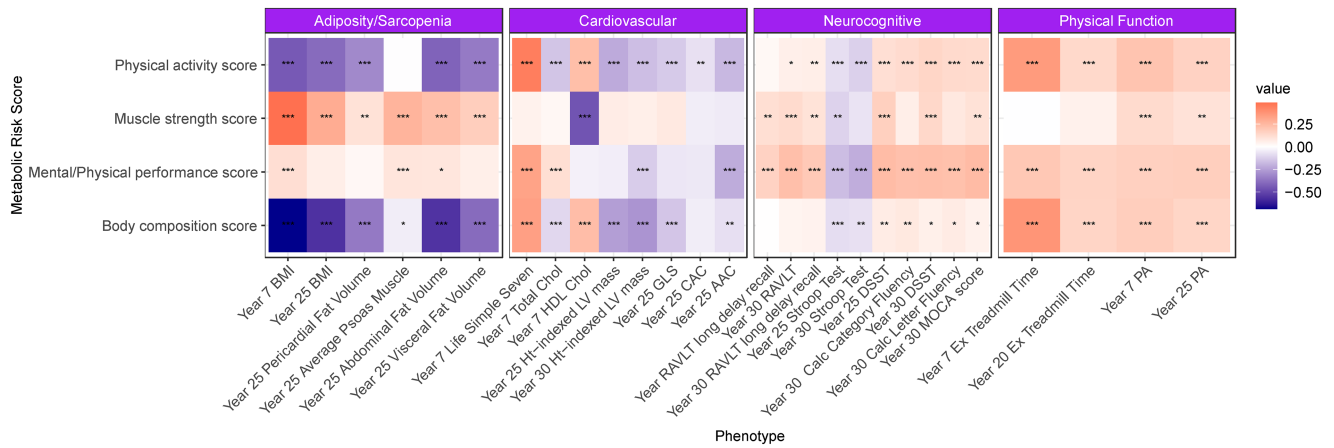 Adiposity/Sarcopenia Cardiovascular Neurocognitive Physical Function
Metabolic Risk Score
Physical activity score *** *** *** *** *** *** *** *** *** *** *** ** *** * ** *** *** *** *** *** *** *** *** *** *** ***
Muscle strength score *** *** ** *** *** *** *** ** *** ** ** *** *** ** *** **
Mental/Physical performance score *** *** * *** *** *** *** *** *** *** *** *** *** *** *** *** *** *** *** *** ***
Body composition score *** *** *** * *** *** *** *** *** *** *** *** ** *** ** ** ** * * * *** *** *** ***
Year 7 BMI
Year 25 BMI
Year 25 Pericardial Fat Volume
Year 25 Average Psoas Muscle
Year 25 Abdominal Fat Volume
Year 25 Visceral Fat Volume
Year 7 Life Simple Seven
Year 7 Total Chol
Year 7 HDL Chol
Year 25 Ht-indexed LV mass
Year 30 Ht-indexed LV mass
Year 25 GLS
Year 25 CAC
Year 25 AAC
Year RAVLT long delay recall
Year 30 RAVLT
Year 30 RAVLT long delay recall
Year 25 Stroop Test
Year 30 Stroop Test
Year 25 DSST
Year 30 Calc Category Fluency
Year 30 DSST
Year 30 Calc Letter Fluency
Year 30 MOCA score
Year 7 Ex Treadmill Time
Year 20 Ex Treadmill Time
Year 7 PA
Year 25 PA
Phenotype
value
0.25
0.00
−0.25
−0.50